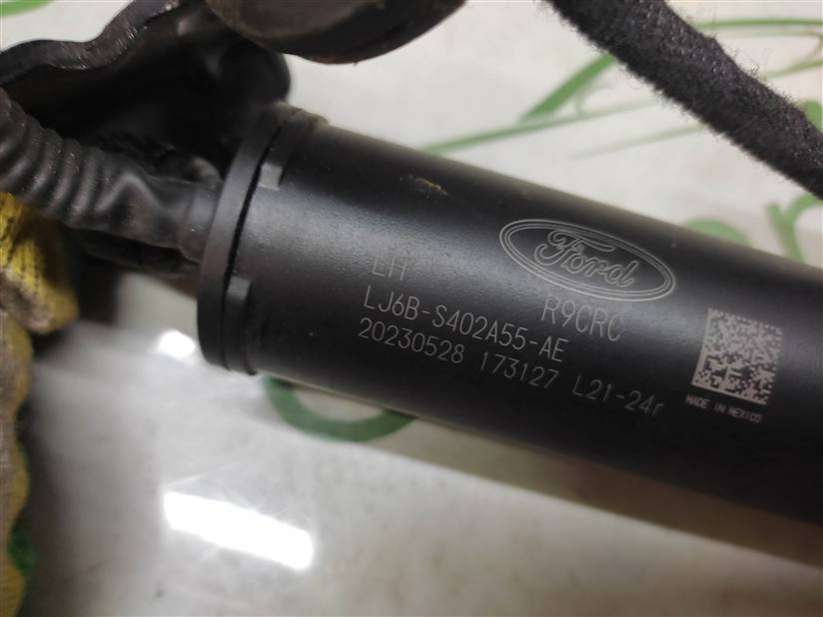 Ford
LH
R9CRC
LJ6B-S402A55-AE
20230528 173127 L21-24r
MADE IN MEXICO